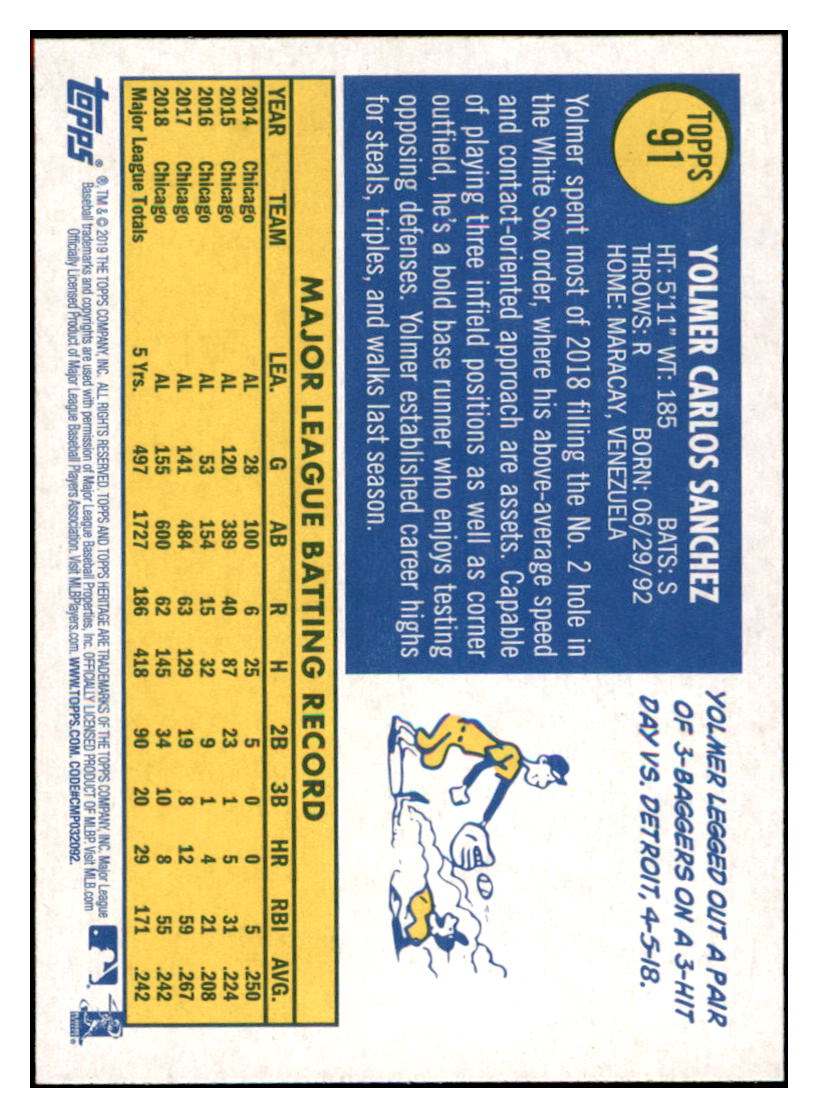 TOPPS
91
YOLMER CARLOS SANCHEZ
HT: 5'11" WT: 185 BATS: S
THROWS: R BORN: 06/29/92
HOME: MARACAY, VENEZUELA
Yolmer spent most of 2018 filling the No. 2 hole in
the White Sox order, where his above-average speed
and contact-oriented approach are assets. Capable
of playing three infield positions as well as corner
outfield, he's a bold base runner who enjoys testing
opposing defenses. Yolmer established career highs
for steals, triples, and walks last season.
YOLMER LEGGED OUT A PAIR
OF 3-BAGGERS ON A 3-HIT
DAY VS. DETROIT, 4-5-18.
MAJOR LEAGUE BATTING RECORD
YEAR TEAM LEA. G AB R H 2B 3B HR RBI AVG.
2014 Chicago AL 28 100 6 25 5 0 0 5 .250
2015 Chicago AL 120 389 40 87 23 1 5 31 .224
2016 Chicago AL 53 154 15 32 9 1 4 21 .208
2017 Chicago AL 141 484 63 129 19 8 12 59 .267
2018 Chicago AL 155 600 62 145 34 10 8 55 .242
Major League Totals 5 Yrs. 497 1727 186 418 90 20 29 171 .242
topps®
®, TM & © 2019 THE TOPPS COMPANY, INC. ALL RIGHTS RESERVED. TOPPS AND TOPPS HERITAGE ARE TRADEMARKS OF THE TOPPS COMPANY, INC. Major League
Baseball trademarks and copyrights are used with permission of Major League Baseball Properties, Inc. OFFICIALLY LICENSED PRODUCT OF MLBP. Visit MLB.com
Officially Licensed Product of Major League Baseball Players Association. Visit MLBPlayers.com. WWW.TOPPS.COM. CODE#CMP032092.